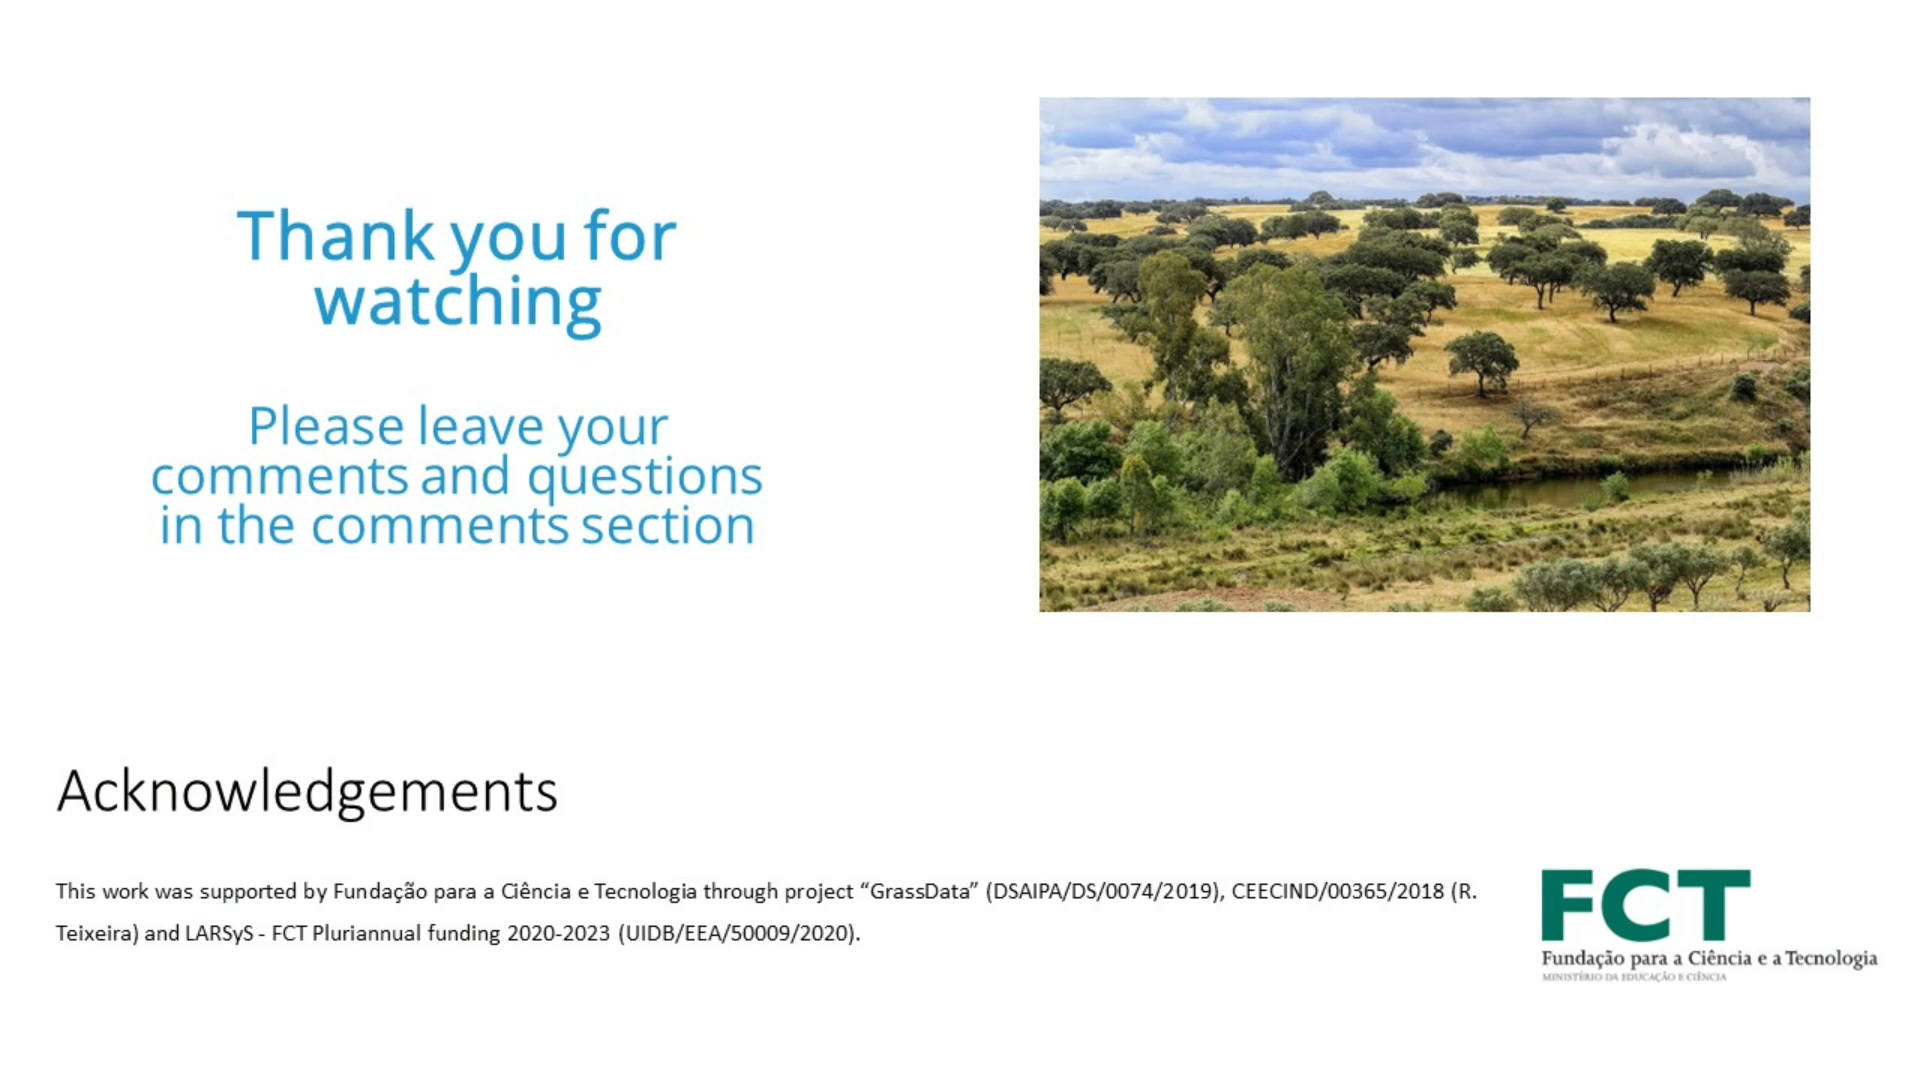 Thank you for
watching
Please leave your
comments and questions
in the comments section
Acknowledgements
This work was supported by Fundação para a Ciência e Tecnologia through project “GrassData” (DSAIPA/DS/0074/2019), CEECIND/00365/2018 (R.
Teixeira) and LARSyS - FCT Pluriannual funding 2020-2023 (UIDB/EEA/50009/2020).
FCT
Fundação para a Ciência e a Tecnologia
MINISTÉRIO DA EDUCAÇÃO E CIÊNCIA